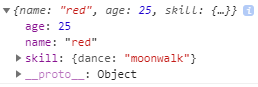 ▼{name: "red", age: 25, skill: {…}} i
age: 25
name: "red"
▶ skill: {dance: "moonwalk"}
▶ __proto__: Object